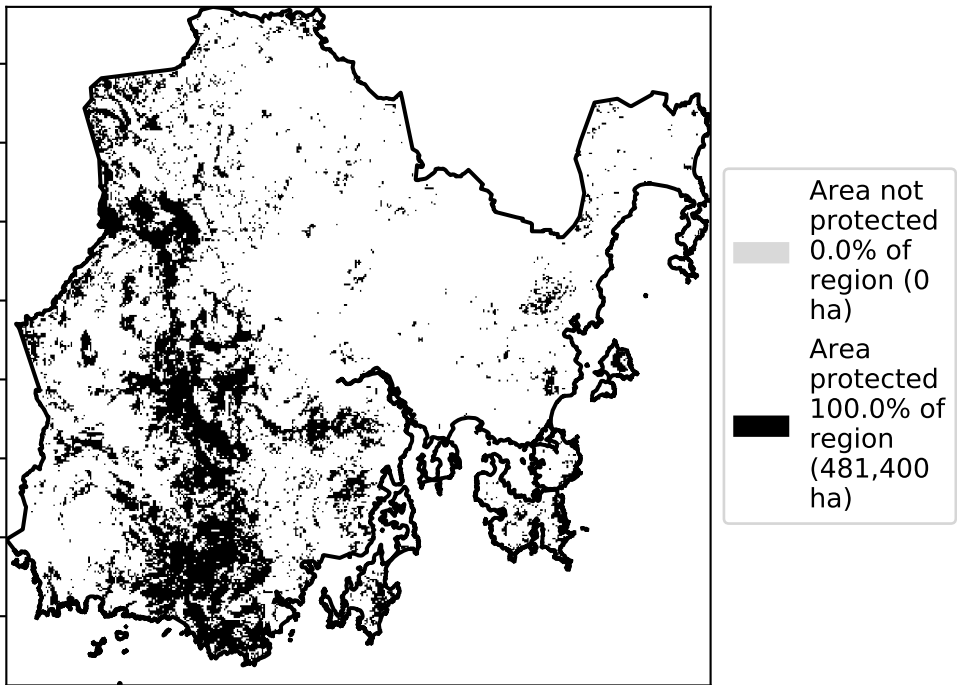 Area not
protected
0.0% of
region (0
ha)
Area
protected
100.0% of
region
(481,400
ha)